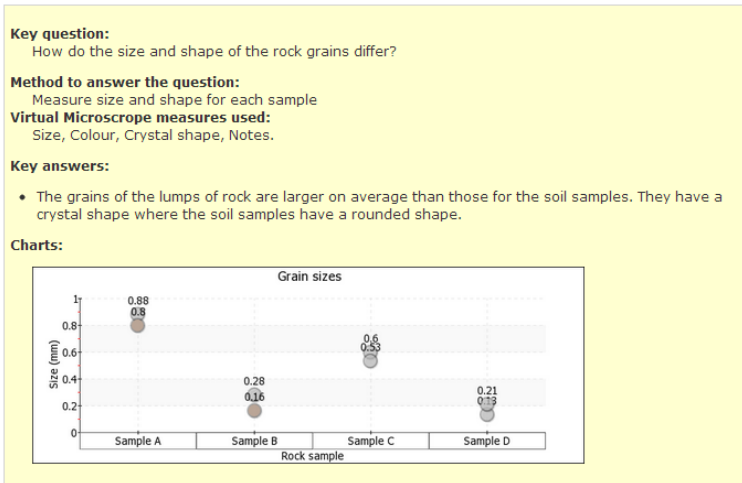 Key question:
How do the size and shape of the rock grains differ?
Method to answer the question:
Measure size and shape for each sample
Virtual Microscrope measures used:
Size, Colour, Crystal shape, Notes.
Key answers:
• The grains of the lumps of rock are larger on average than those for the soil samples. They have a
crystal shape where the soil samples have a rounded shape.
Charts:
Grain sizes
Size (mm)
1
0.8
0.6
0.4
0.2
0
0.88
0.8
0.28
0.16
0.6
0.53
0.21
0.13
Sample A Sample B Sample C Sample D
Rock sample